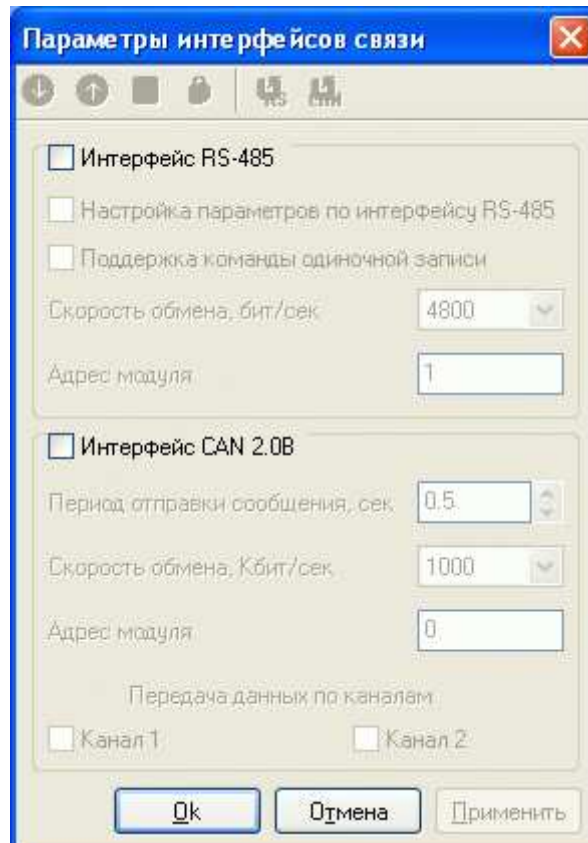 Параметры интерфейсов связи
RS
Интерфейс RS-485
Настройка параметров по интерфейсу RS-485
Поддержка команды одиночной записи
Скорость обмена, бит/сек 4800
Адрес модуля 1
Интерфейс CAN 2.0B
Период отправки сообщения, сек 0.5
Скорость обмена, Кбит/сек 1000
Адрес модуля 0
Передача данных по каналам
Канал 1 Канал 2
Ok Отмена Применить